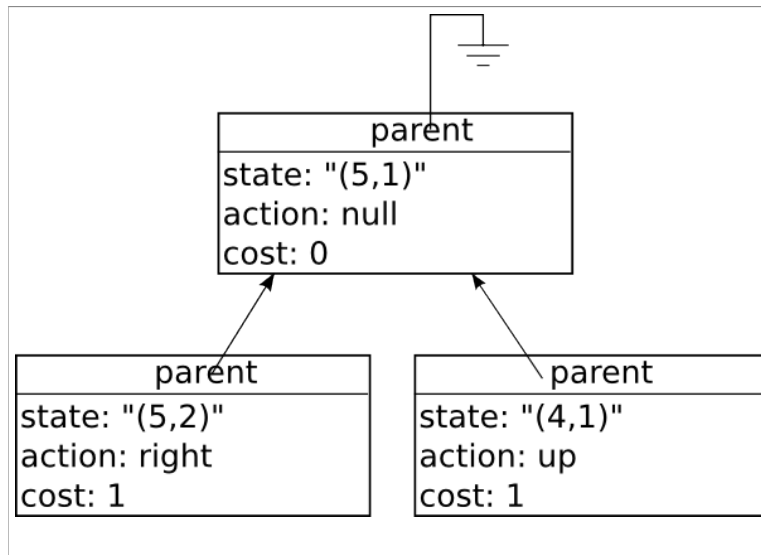 parent
state: "(5,1)"
action: null
cost: 0
parent
state: "(5,2)"
action: right
cost: 1
parent
state: "(4,1)"
action: up
cost: 1